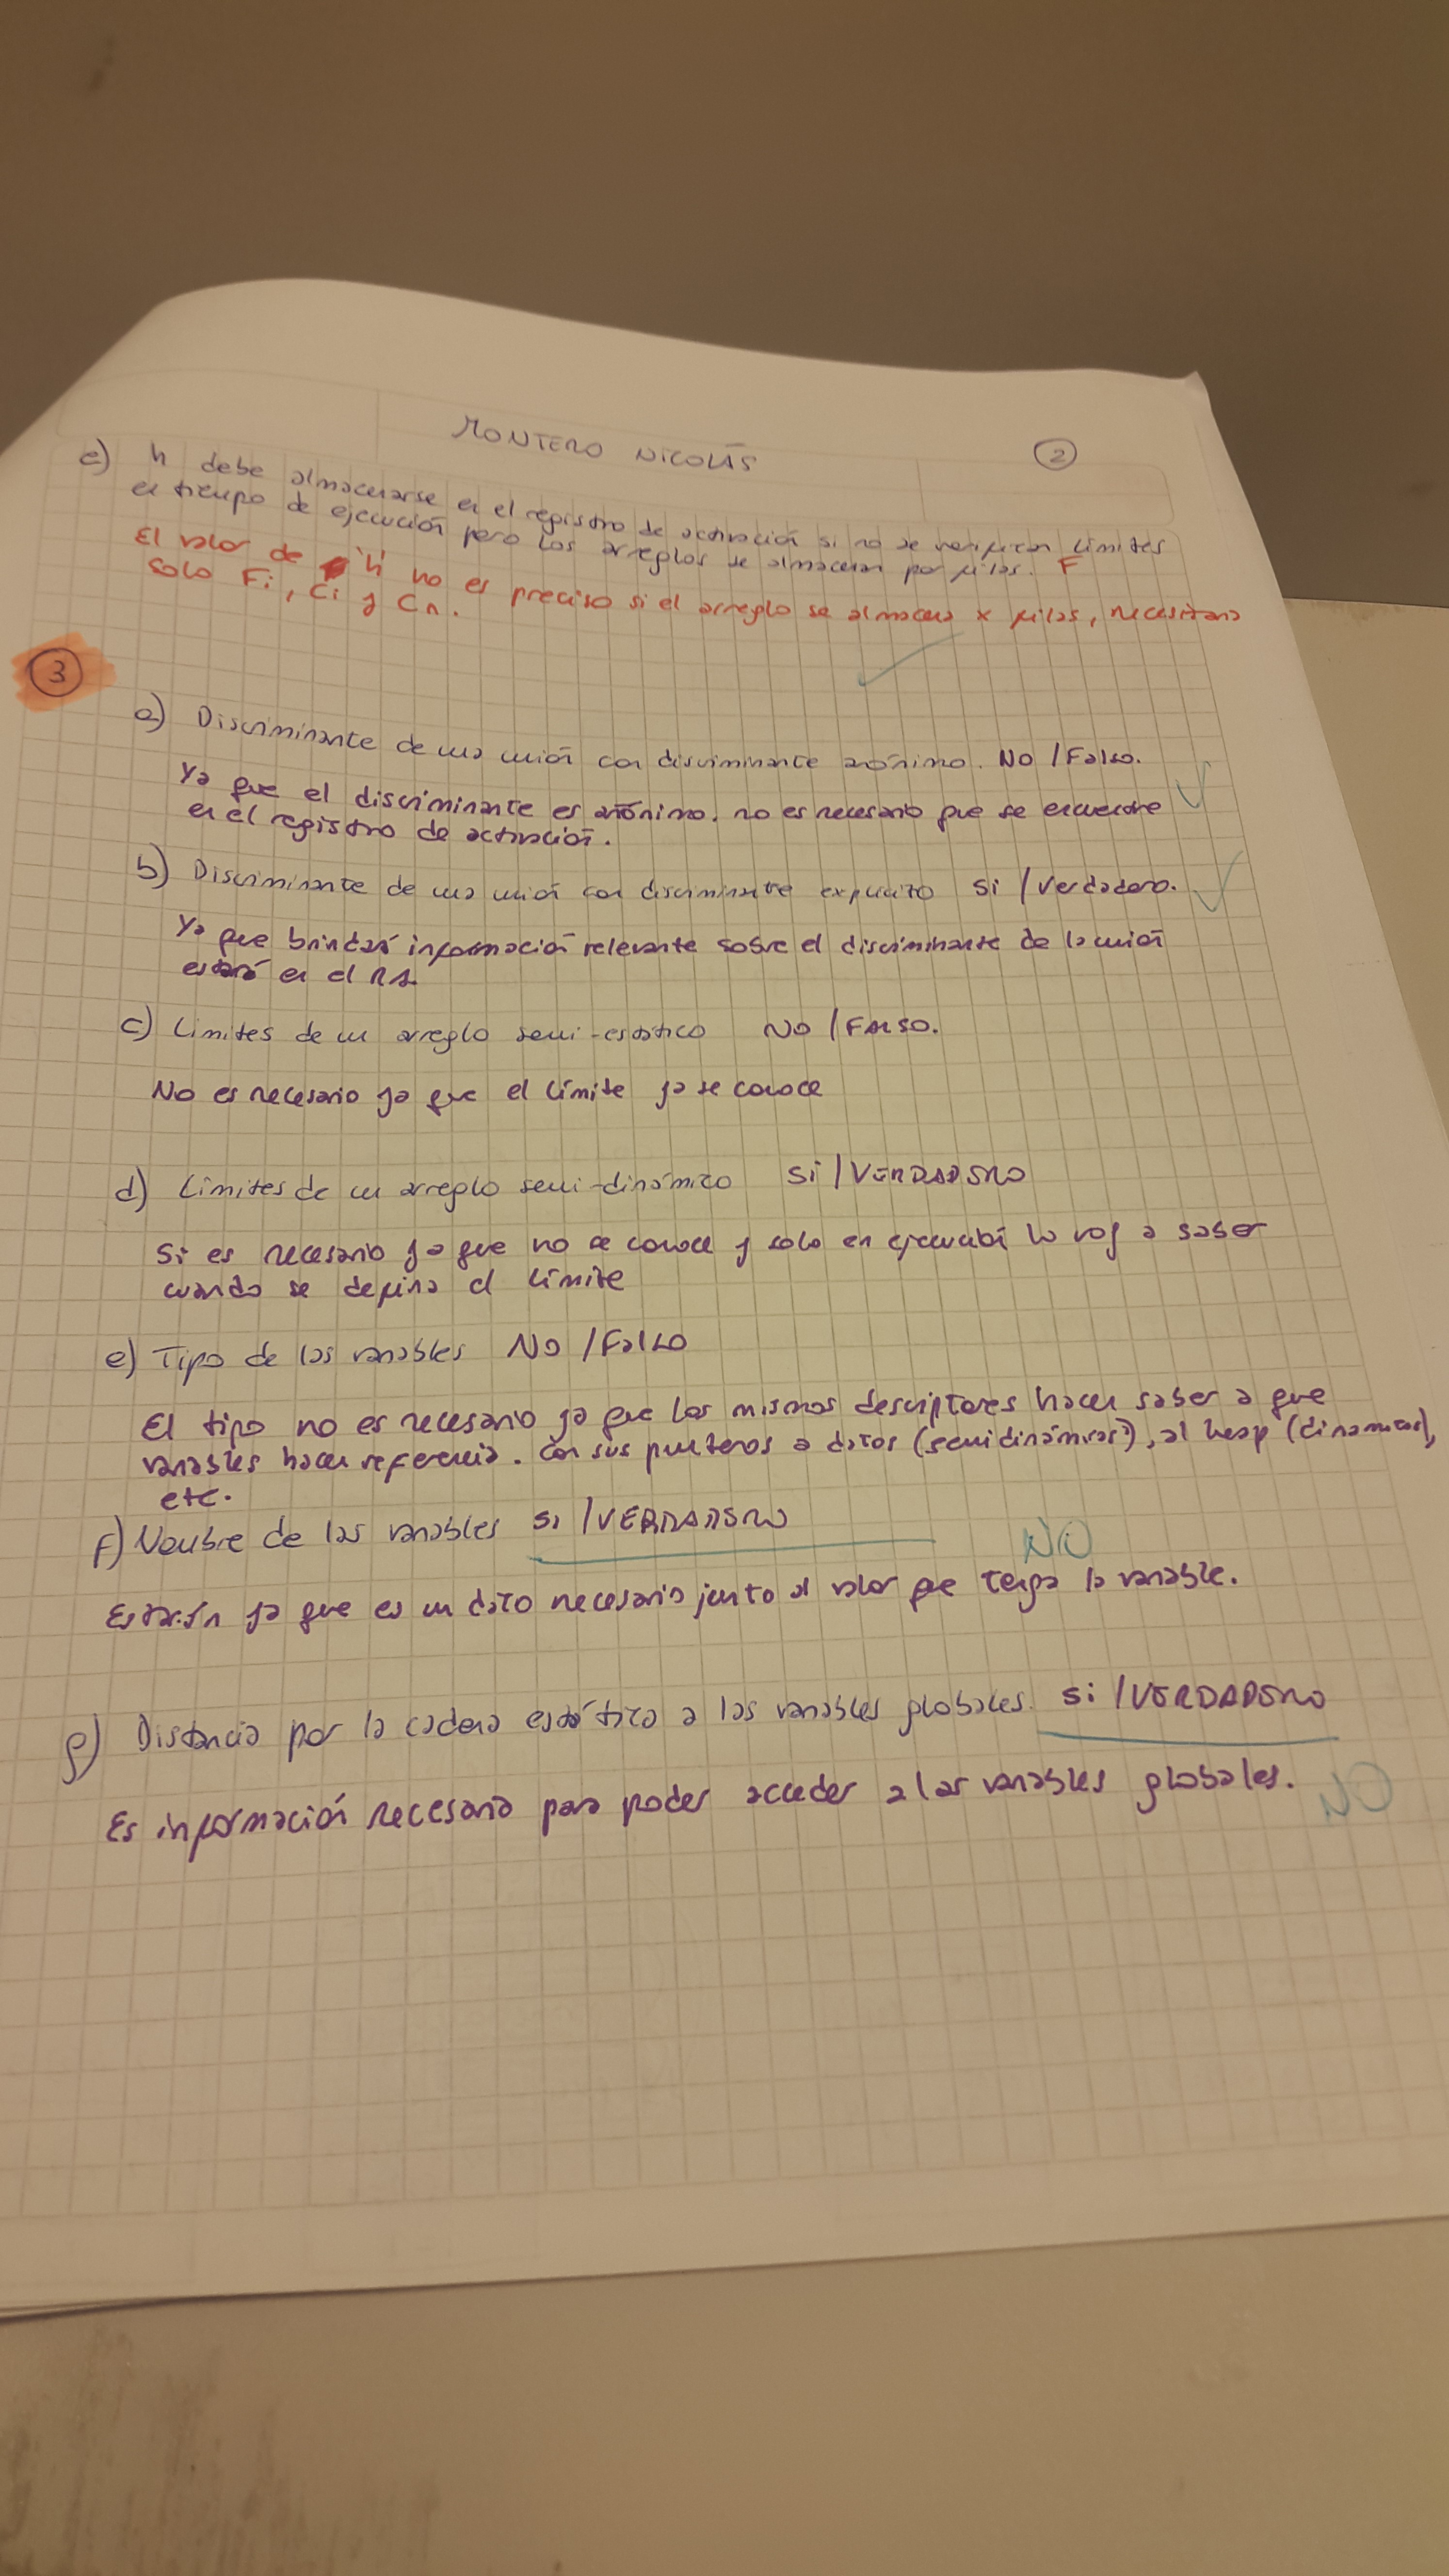 MONTERO NICOLÁS
2
e) h debe almacenarse en el registro de activación si no se verifican límites
en tiempo de ejecución pero los arreglos se almacenan por filas. F
El valor de 'h' no es preciso si el arreglo se almacena x filas, necesitamos
solo Fi, Ci y Cn.
3
a) Discriminante de una unión con discriminante anónimo. No / Falso.
Ya que el discriminante es anónimo, no es necesario que se encuentre
en el registro de activación.
b) Discriminante de una unión con discriminante explicito Si / Verdadero.
Ya que brindará información relevante sobre el discriminante de la unión
estará en el RA
c) Límites de un arreglo semi-estático NO / FALSO.
No es necesario ya que el límite ya se conoce
d) Límites de un arreglo semi-dinámico Si / VERDADERO
Si es necesario ya que no se conoce y solo en ejecución lo voy a saber
cuando se defina el límite
e) Tipo de las variables NO / Falso
El tipo no es necesario ya que los mismos descriptores hacen saber a que
variables hacen referencia. Con sus punteros a datos (semidinámicos), al heap (dinamicos),
etc.
F) Nombre de las variables Si / VERDADERO
NO
Estarán ya que es un dato necesario junto al valor que tenga la variable.
g) Distancia por la cadena estática a las variables globales. Si / VERDADERO
Es información necesaria para poder acceder a las variables globales.
NO